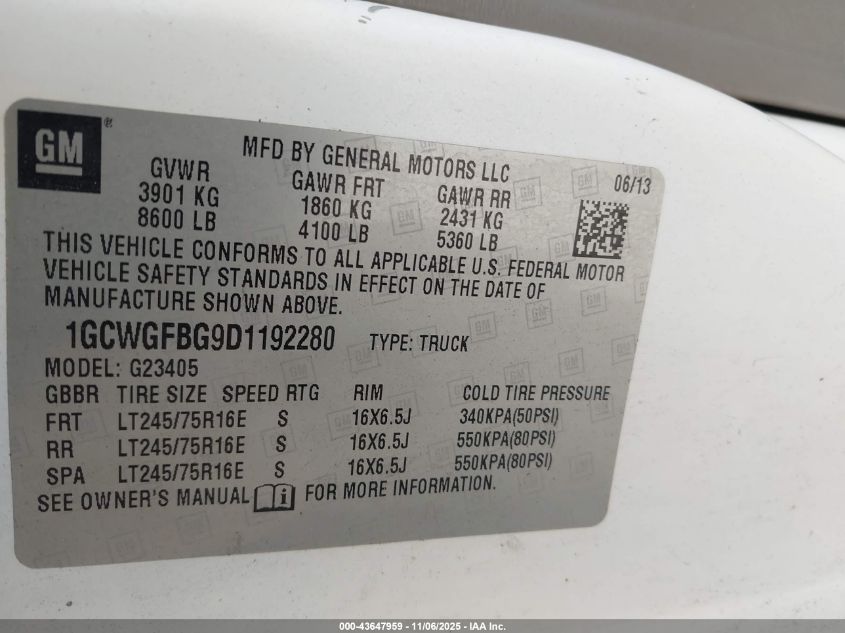 GM ®
MFD BY GENERAL MOTORS LLC
06/13
GVWR GAWR FRT GAWR RR
3901 KG 1860 KG 2431 KG
8600 LB 4100 LB 5360 LB
THIS VEHICLE CONFORMS TO ALL APPLICABLE U.S. FEDERAL MOTOR
VEHICLE SAFETY STANDARDS IN EFFECT ON THE DATE OF
MANUFACTURE SHOWN ABOVE.
1GCWGFBG9D1192280 TYPE: TRUCK
MODEL: G23405
GBBR TIRE SIZE SPEED RTG RIM COLD TIRE PRESSURE
FRT LT245/75R16E S 16X6.5J 340KPA(50PSI)
RR LT245/75R16E S 16X6.5J 550KPA(80PSI)
SPA LT245/75R16E S 16X6.5J 550KPA(80PSI)
SEE OWNER'S MANUAL i FOR MORE INFORMATION.
000-43647959 - 11/06/2025 - IAA Inc.